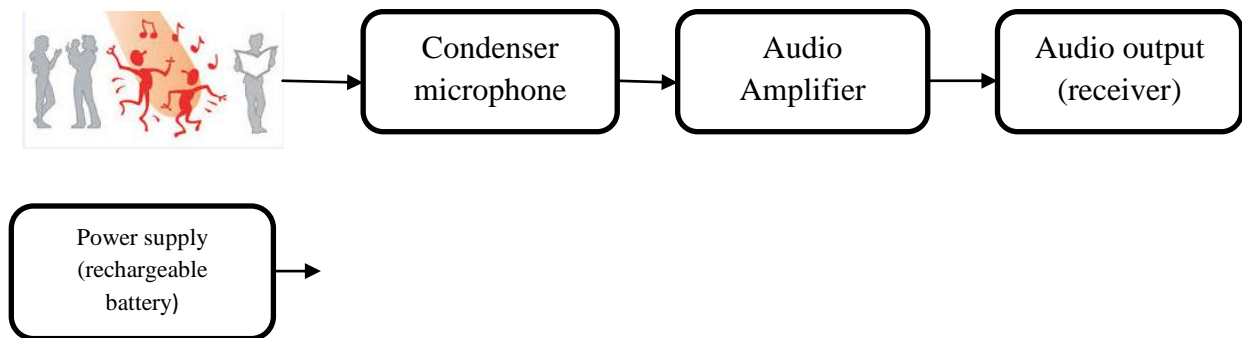 Condenser
microphone
Audio
Amplifier
Audio output
(receiver)
Power supply
(rechargeable
battery)